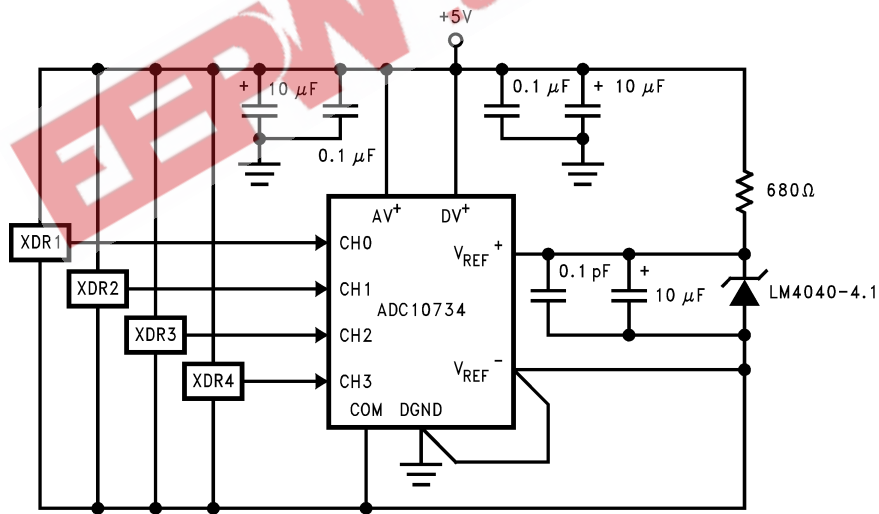 +5V
+ 10 μF
0.1 μF
0.1 μF
+ 10 μF
680Ω
XDR1
XDR2
XDR3
XDR4
AV+ DV+
CH0
CH1
CH2
CH3
VREF+
ADC10734
VREF-
COM DGND
0.1 pF
+
10 μF
LM4040-4.1
EEPW